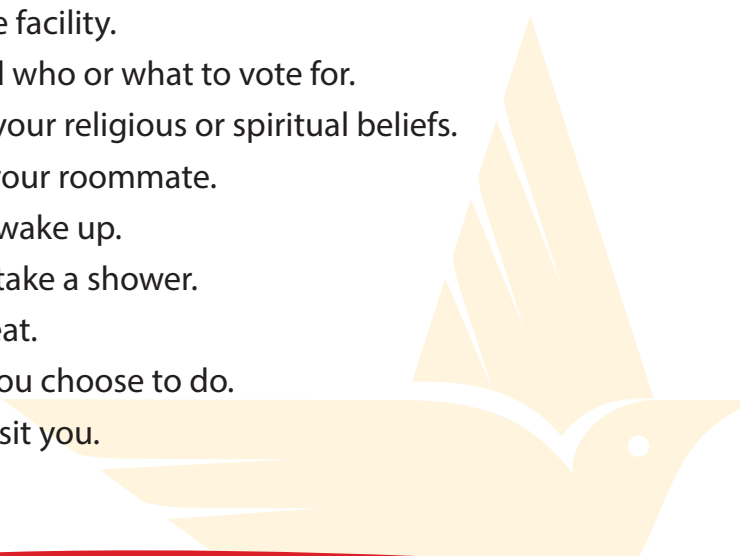 e facility.
who or what to vote for.
your religious or spiritual beliefs.
your roommate.
wake up.
take a shower.
eat.
ou choose to do.
sit you.